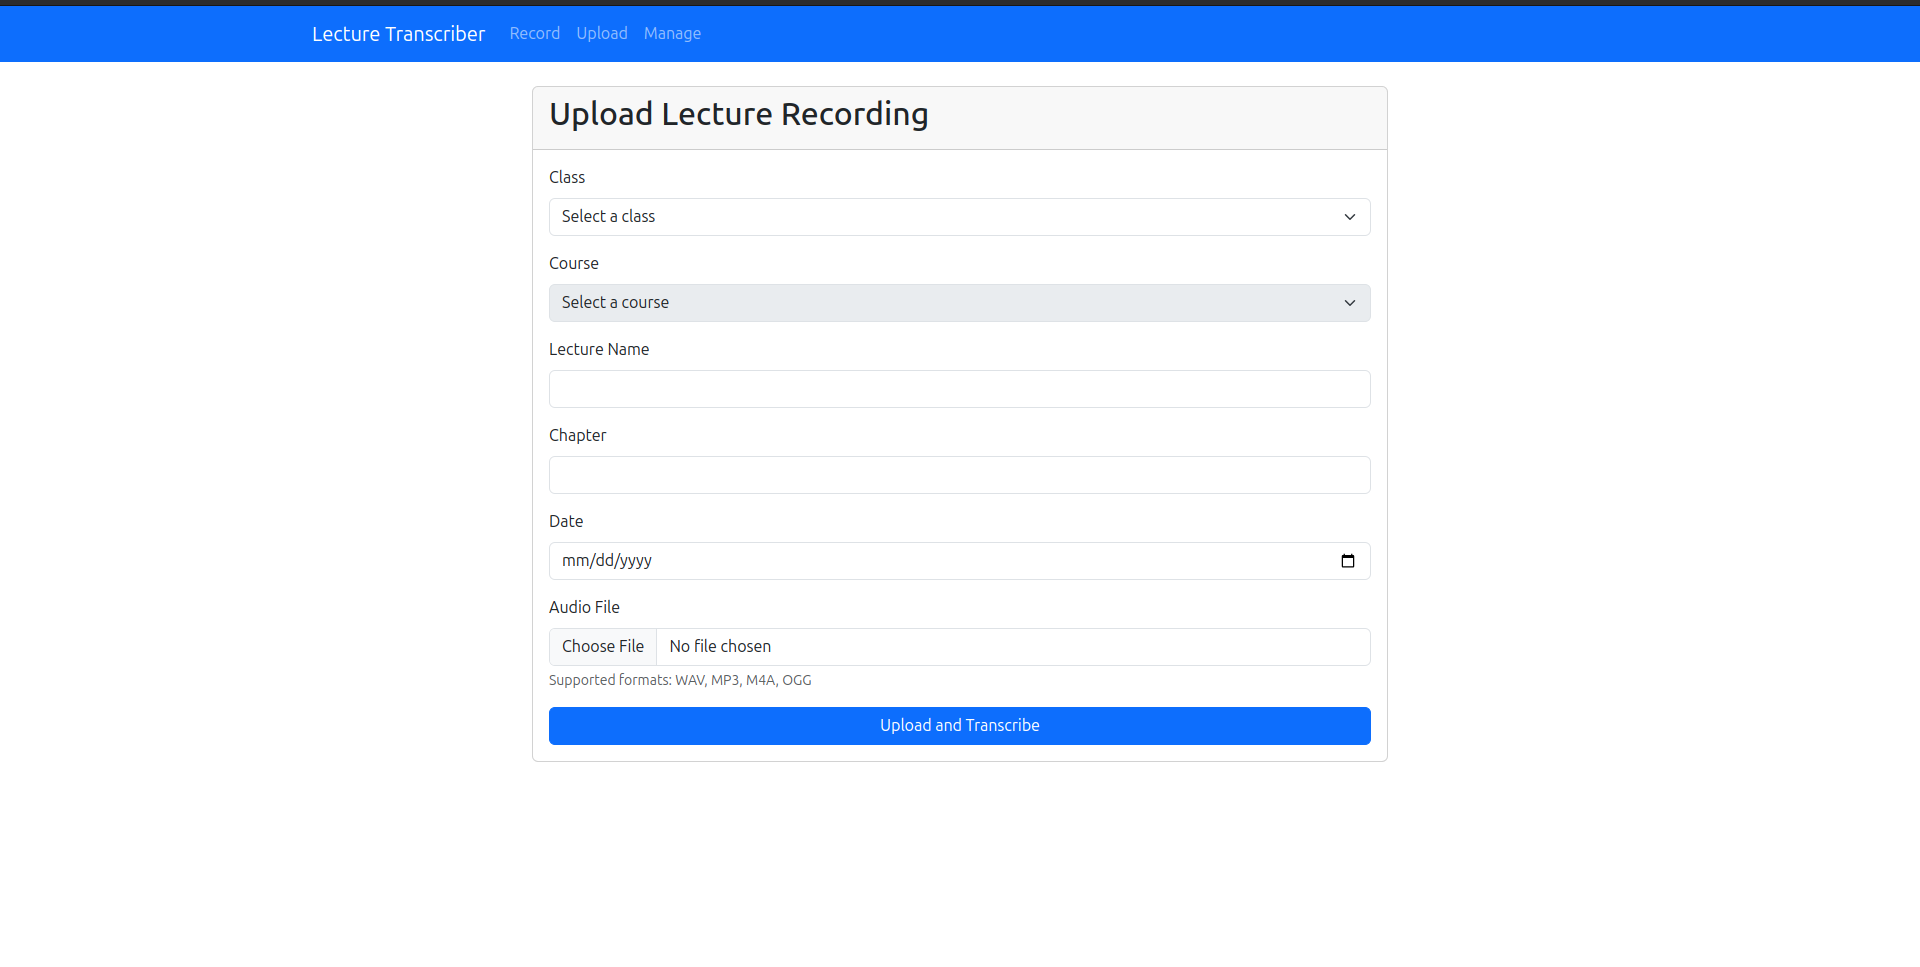 Lecture Transcriber Record Upload Manage
Upload Lecture Recording
Class
Select a class
Course
Select a course
Lecture Name
Chapter
Date
mm/dd/yyyy
Audio File
Choose File No file chosen
Supported formats: WAV, MP3, M4A, OGG
Upload and Transcribe